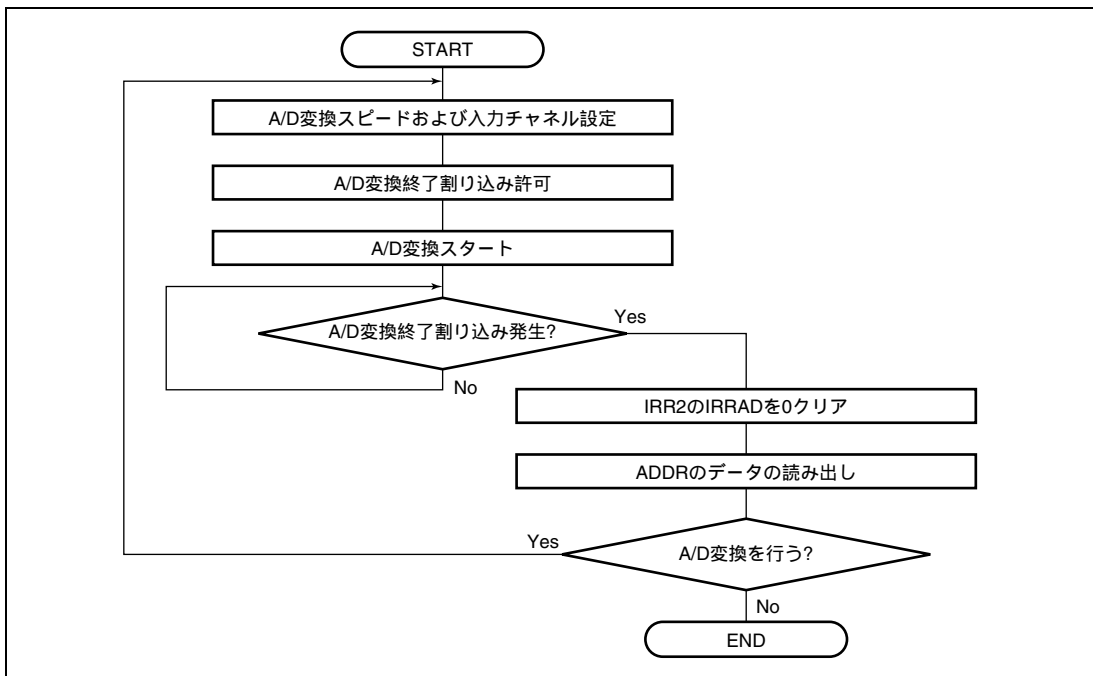 START
A/D変換スピードおよび入力チャネル設定
A/D変換終了割り込み許可
A/D変換スタート
A/D変換終了割り込み発生?
Yes
No
IRR2のIRRADを0クリア
ADDRのデータの読み出し
A/D変換を行う?
Yes
No
END